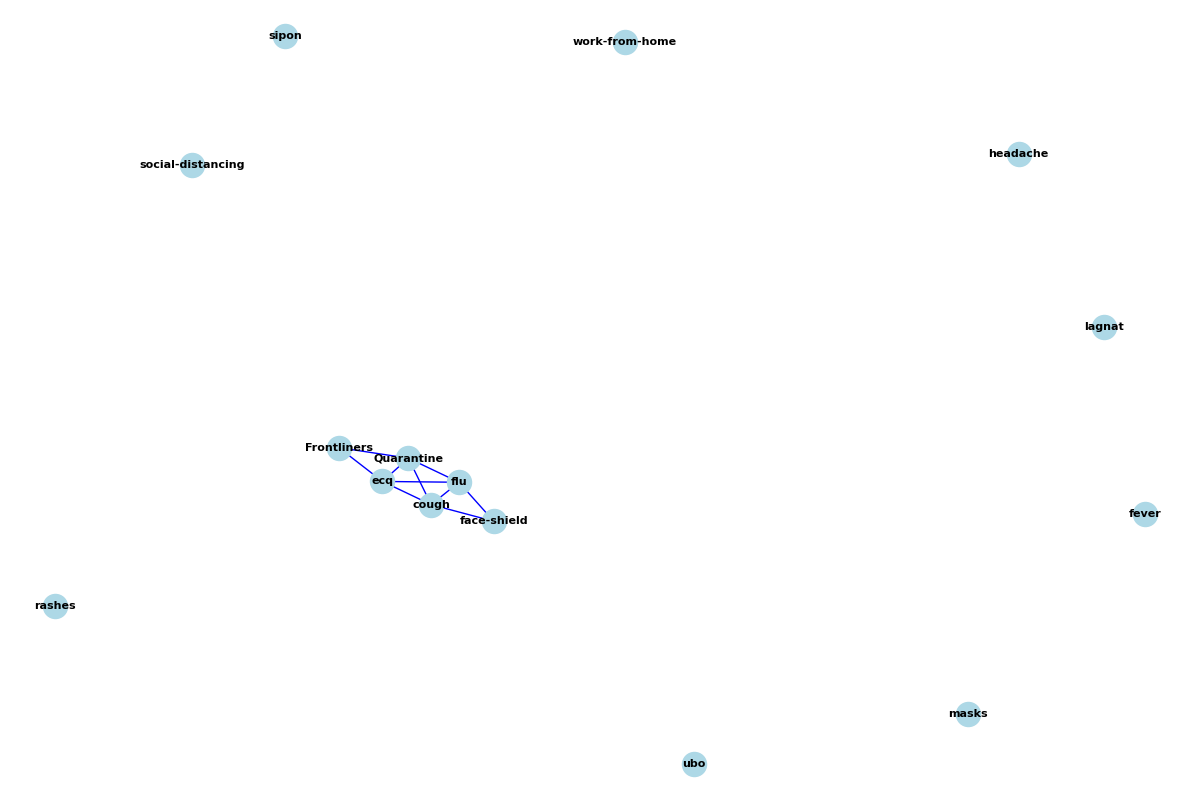 sipon
work-from-home
headache
social-distancing
lagnat
Frontliners
Quarantine
ecq
flu
cough
face-shield
fever
rashes
masks
ubo